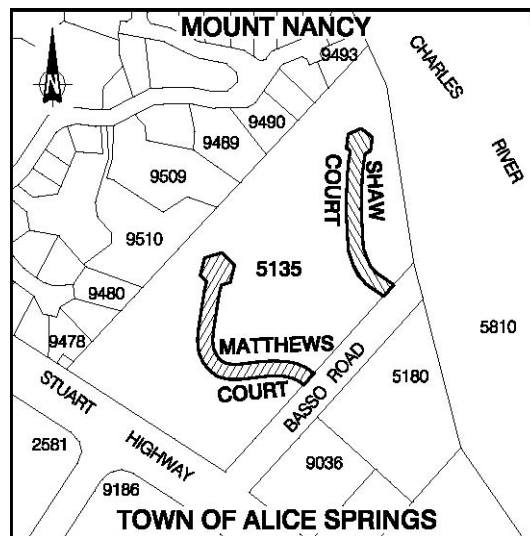 MOUNT NANCY
N
9493
CHARLES
RIVER
9490
9489
SHAW
COURT
9509
9510
5135
9480
5810
9478
MATTHEWS
COURT
BASSO ROAD
5180
STUART
HIGHWAY
2581
9036
9186
TOWN OF ALICE SPRINGS